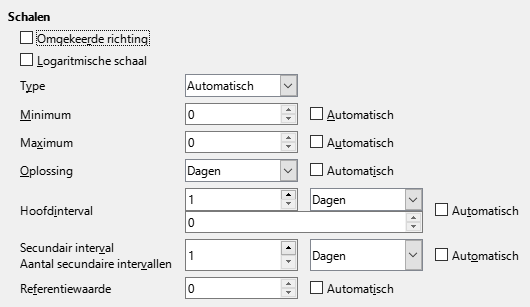 Schalen
Omgekeerde richting
Logaritmische schaal
Type Automatisch
Minimum 0 Automatisch
Maximum 0 Automatisch
Oplossing Dagen Automatisch
Hoofdinterval 1 Dagen Automatisch
0
Secundair interval
Aantal secundaire intervallen 1 Dagen Automatisch
Referentiewaarde 0 Automatisch